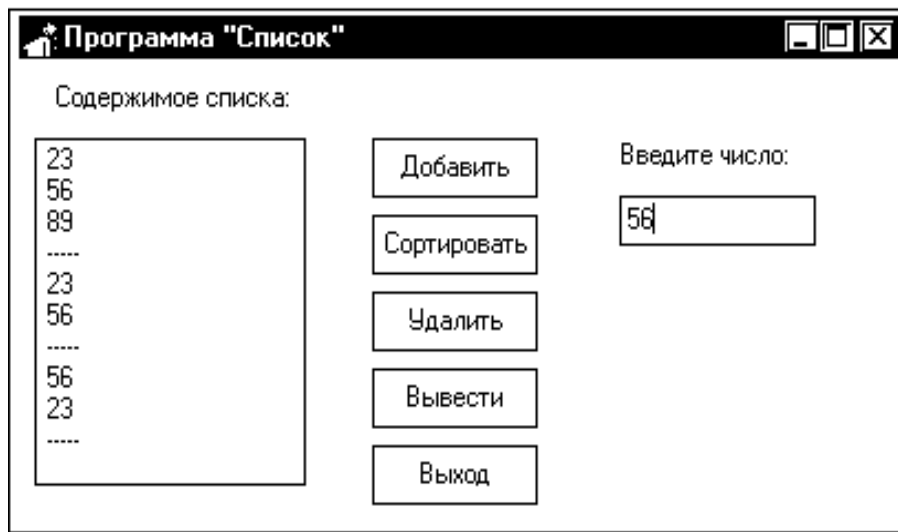 Программа "Список"
Содержимое списка:
23
56
89
-----
23
56
-----
56
23
-----
Добавить
Сортировать
Удалить
Вывести
Выход
Введите число:
56